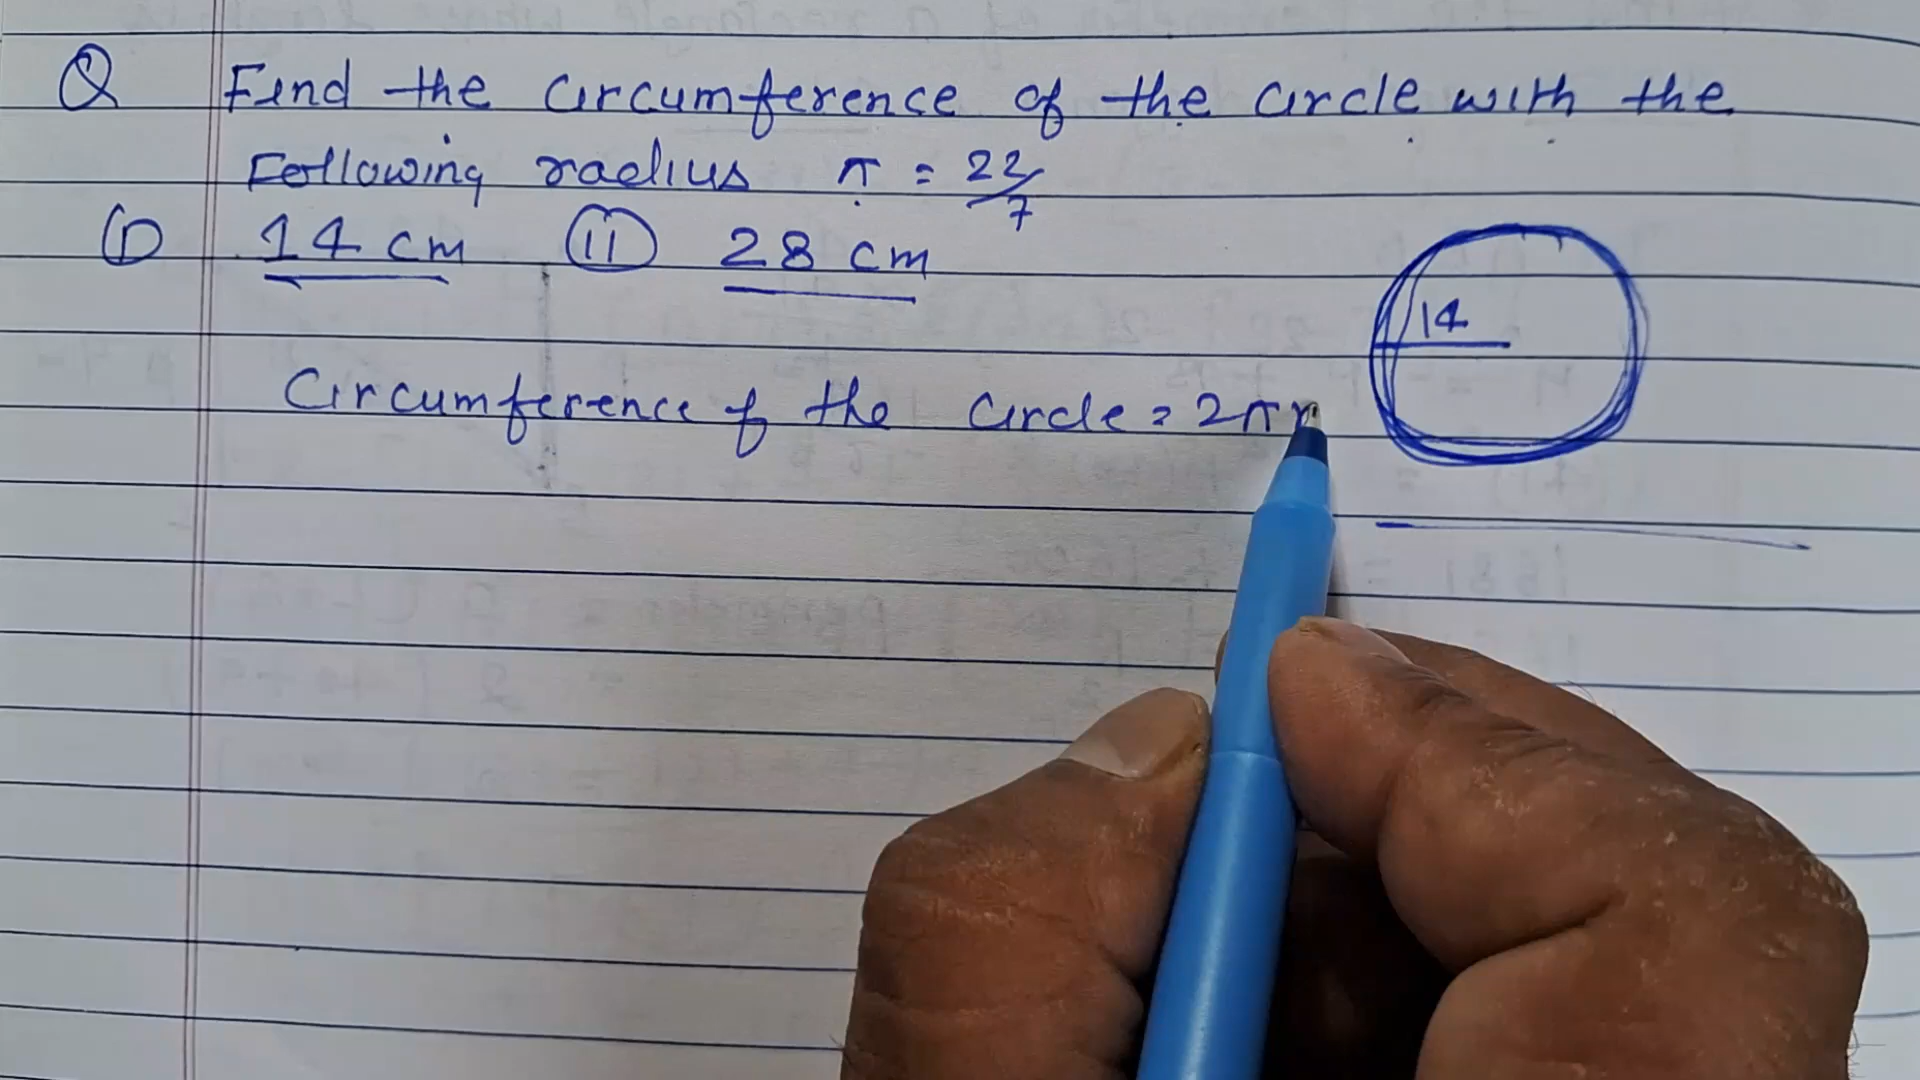 Q Find the circumference of the circle with the
Following radius π = 22/7
(I) 14 cm (II) 28 cm
14
Circumference of the circle = 2πr